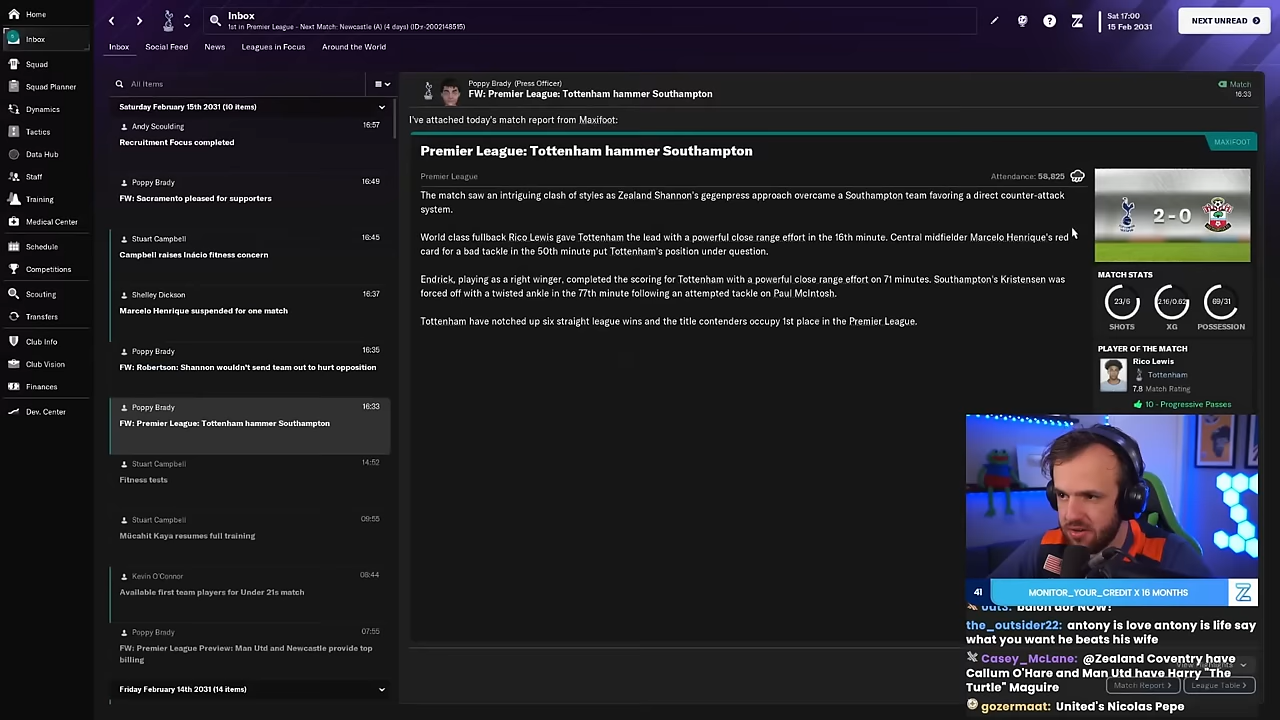 Home
Inbox
Squad
Squad Planner
Dynamics
Tactics
Data Hub
Staff
Training
Medical Center
Schedule
Competitions
Scouting
Transfers
Club Info
Club Vision
Finances
Dev. Center
Inbox
1st in Premier League - Next Match: Newcastle (A) (4 days) (ID:-2002148515)
Sat 17:00
15 Feb 2031
NEXT UNREAD
Inbox
Social Feed
News
Leagues in Focus
Around the World
All Items
Saturday February 15th 2031 (10 items)
Andy Scoulding
16:57
Recruitment Focus completed
Poppy Brady
16:49
FW: Sacramento pleased for supporters
Stuart Campbell
16:45
Campbell raises Inácio fitness concern
Shelley Dickson
16:37
Marcelo Henrique suspended for one match
Poppy Brady
16:35
FW: Robertson: Shannon wouldn't send team out to hurt opposition
Poppy Brady
16:33
FW: Premier League: Tottenham hammer Southampton
Stuart Campbell
14:52
Fitness tests
Stuart Campbell
09:55
Mücahit Kaya resumes full training
Kevin O'Connor
08:44
Available first team players for Under 21s match
Poppy Brady
07:55
FW: Premier League Preview: Man Utd and Newcastle provide top
billing
Friday February 14th 2031 (14 items)
Poppy Brady (Press Officer)
FW: Premier League: Tottenham hammer Southampton
Match
16:33
I've attached today's match report from Maxifoot:
MAXIFOOT
Premier League: Tottenham hammer Southampton
Premier League
Attendance: 58,825
The match saw an intriguing clash of styles as Zealand Shannon's gegenpress approach overcame a Southampton team favoring a direct counter-attack
system.
World class fullback Rico Lewis gave Tottenham the lead with a powerful close range effort in the 16th minute. Central midfielder Marcelo Henrique's red
card for a bad tackle in the 50th minute put Tottenham's position under question.
Endrick, playing as a right winger, completed the scoring for Tottenham with a powerful close range effort on 71 minutes. Southampton's Kristensen was
forced off with a twisted ankle in the 77th minute following an attempted tackle on Paul McIntosh.
Tottenham have notched up six straight league wins and the title contenders occupy 1st place in the Premier League.
2-0
MATCH STATS
23/6
2.16/0.62
69/31
SHOTS
XG
POSSESSION
PLAYER OF THE MATCH
Rico Lewis
Tottenham
7.8 Match Rating
10 - Progressive Passes
41
MONITOR_YOUR_CREDIT X 16 MONTHS
Z
balon dor NOW!
the_outsider22: antony is love antony is life say
what you want he beats his wife
Casey_McLane: @Zealand Coventry have
Callum O'Hare and Man Utd have Harry "The
Turtle" Maguire
gozermaat: United's Nicolas Pepe
Match Report
League Table